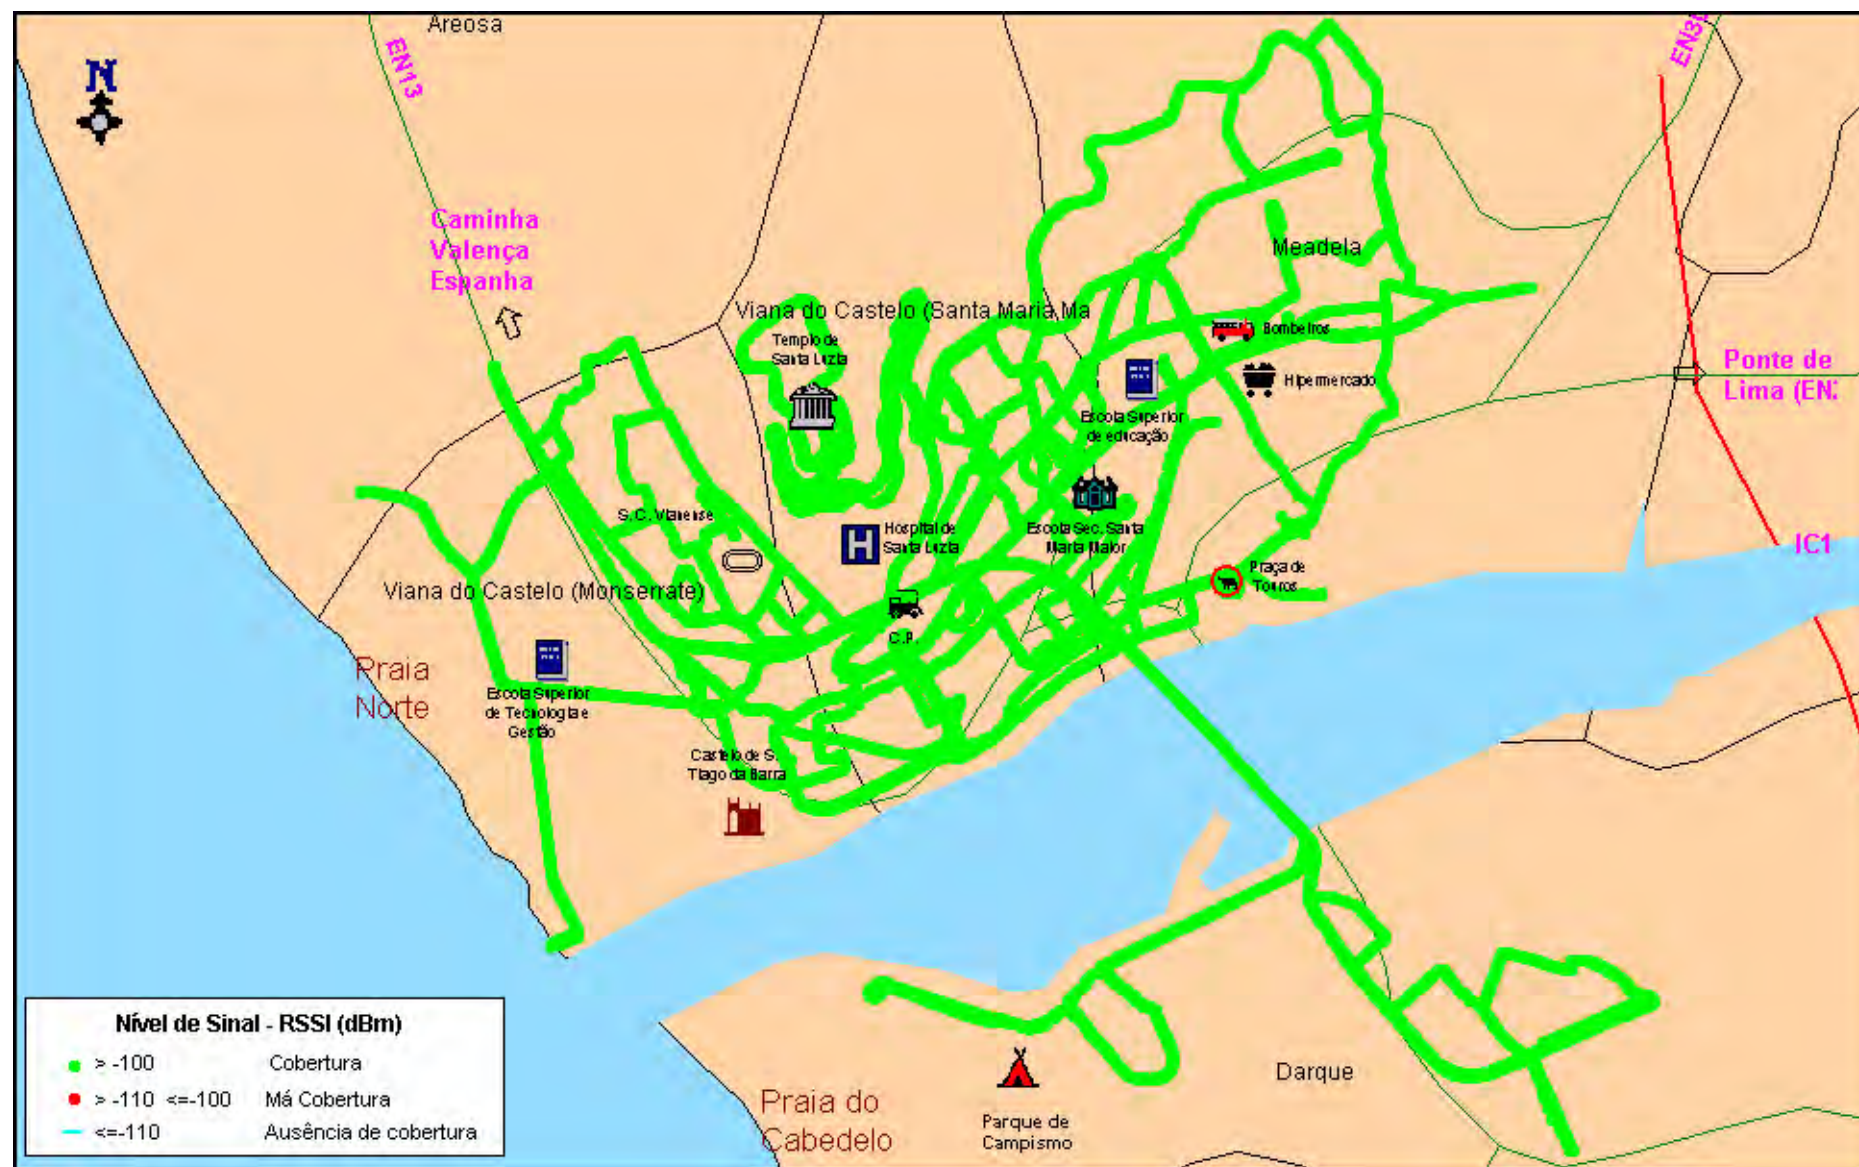 Areosa
EN13
N
Caminha
Valença
Espanha
Meadela
Viana do Castelo (Santa Maria Ma
Templo de
Santa Luzia
Bombeiros
Hipermercado
Ponte de
Lima (EN
Escola Superior
de educação
S.C. Vianense
Hospital de
Santa Luzia
H
Escola Sec. Santa
Maria Maior
IC1
Praça de
Touros
Viana do Castelo (Monserrate)
C.P.
Praia
Norte
Escola Superior
de Tecnologia e
Gestão
Castelo de S.
Tiago da Barra
Nível de Sinal - RSSI (dBm)
> -100 Cobertura
> -110 <=-100 Má Cobertura
<=-110 Ausência de cobertura
Darque
Praia do
Cabedelo
Parque de
Campismo